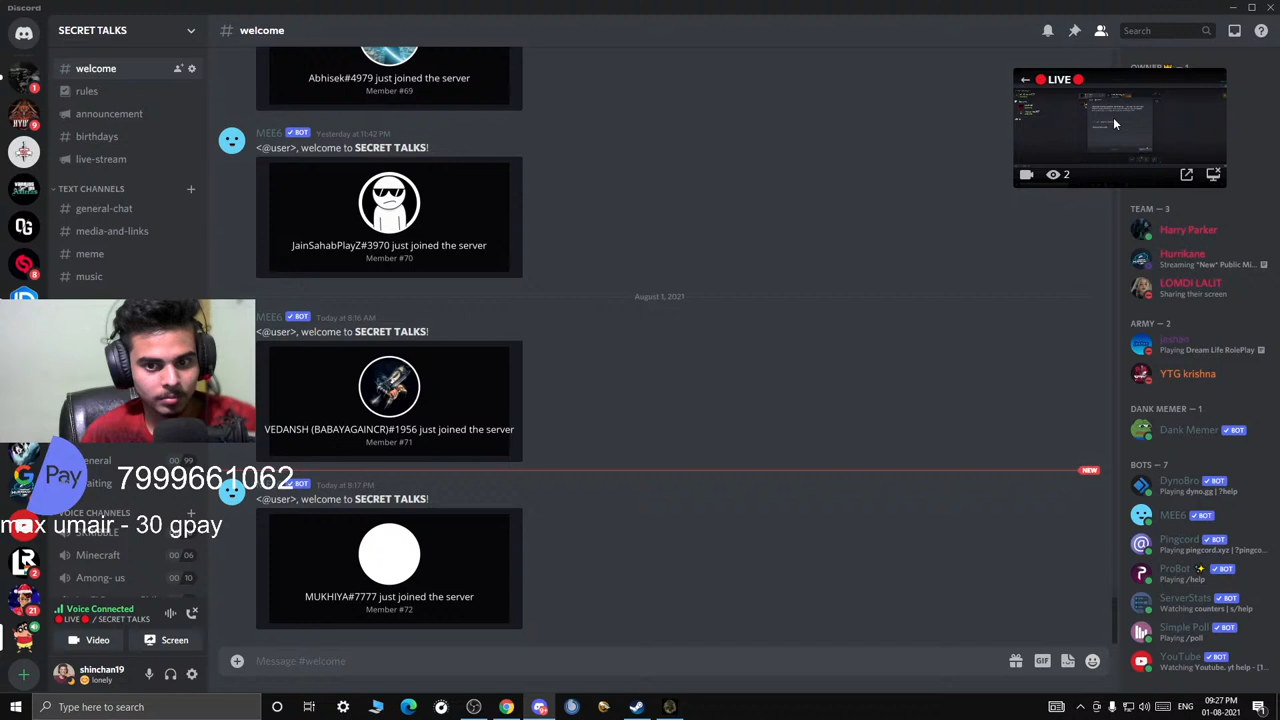 Discord
SECRET TALKS
# welcome
Search
welcome
rules
announcement
birthdays
live-stream
TEXT CHANNELS
general-chat
media-and-links
meme
music
Abhisek#4979 just joined the server
Member #69
MEE6 BOT Yesterday at 11:42 PM
<@user>, welcome to SECRET TALKS!
JainSahabPlayZ#3970 just joined the server
Member #70
August 1, 2021
MEE6 BOT Today at 8:16 AM
<@user>, welcome to SECRET TALKS!
VEDANSH (BABAYAGAINCR)#1956 just joined the server
Member #71
NEW
BOT Today at 8:17 PM
<@user>, welcome to SECRET TALKS!
MUKHIYA#7777 just joined the server
Member #72
Message #welcome
GIF
LIVE
2
TEAM — 3
Harry Parker
Hurrikane
Streaming *New* Public Mi...
LOMDI LALIT
Sharing their screen
ARMY — 2
Playing Dream Life RolePlay
YTG krishna
DANK MEMER — 1
Dank Memer BOT
BOTS — 7
DynoBro BOT
Playing dyno.gg | ?help
MEE6 BOT
Pingcord BOT
Playing pingcord.xyz | ?pingco...
ProBot BOT
Playing /help
ServerStats BOT
Watching counters | s/help
Simple Poll BOT
Playing /poll
YouTube BOT
Watching Youtube. yt help - [1...
99
G Pay 7999661062
max umair - 30 gpay
VOICE CHANNELS
Minecraft 00 06
Among- us 00 10
Voice Connected
LIVE / SECRET TALKS
Video
Screen
shinchan19
lonely
Type here to search
ENG
09:27 PM
01-08-2021